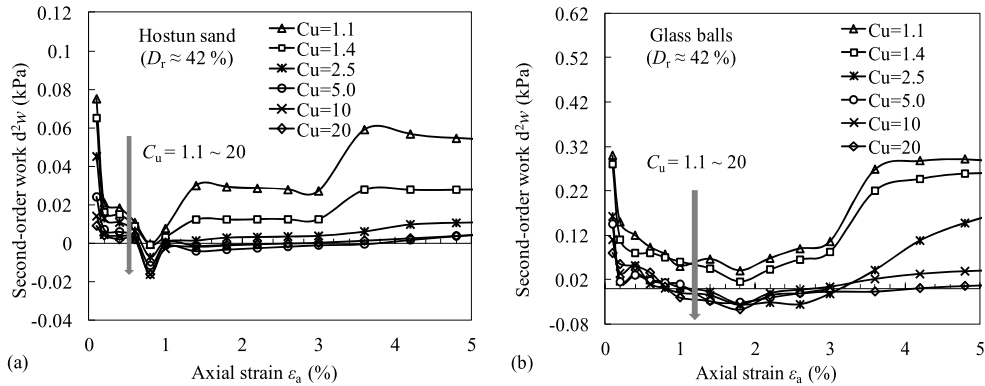 0.12
0.1
0.08
0.06
0.04
0.02
0
-0.02
-0.04
Second-order work d²w (kPa)
Hostun sand
(Dr ≈ 42 %)
Cu=1.1
Cu=1.4
Cu=2.5
Cu=5.0
Cu=10
Cu=20
Cu = 1.1 ~ 20
0 1 2 3 4 5
Axial strain εa (%)
(a)
0.62
0.52
0.42
0.32
0.22
0.12
0.02
-0.08
Second-order work d²w (kPa)
Glass balls
(Dr ≈ 42 %)
Cu=1.1
Cu=1.4
Cu=2.5
Cu=5.0
Cu=10
Cu=20
Cu = 1.1 ~ 20
0 1 2 3 4 5
Axial strain εa (%)
(b)